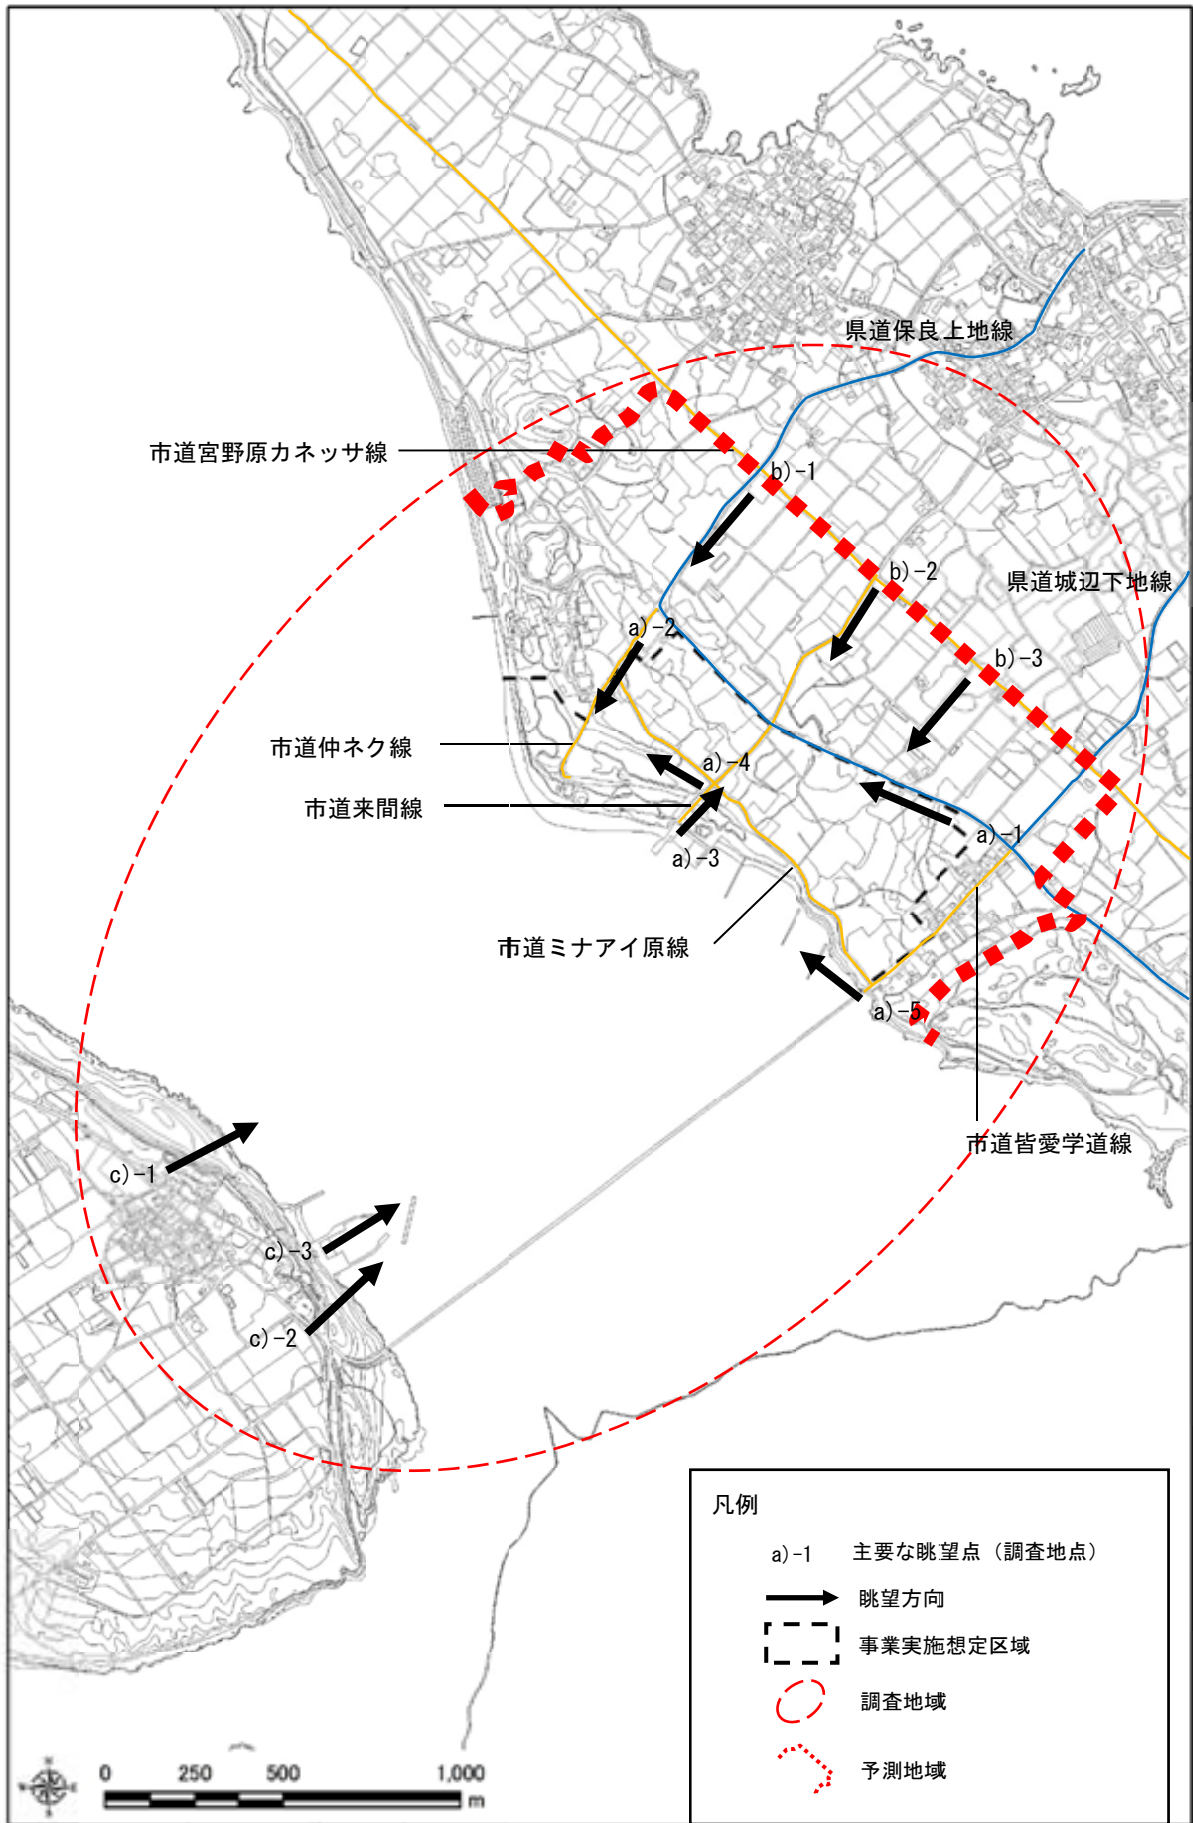 県道保良上地線
市道宮野原カネッサ線
b)-1
b)-2
県道城辺下地線
a)-2
b)-3
市道仲ネク線
a)-4
市道来間線
a)-1
a)-3
市道ミナアイ原線
a)-5
市道皆愛学道線
c)-1
c)-3
c)-2
凡例
a)-1 主要な眺望点（調査地点）
眺望方向
事業実施想定区域
調査地域
予測地域
0 250 500 1,000
m